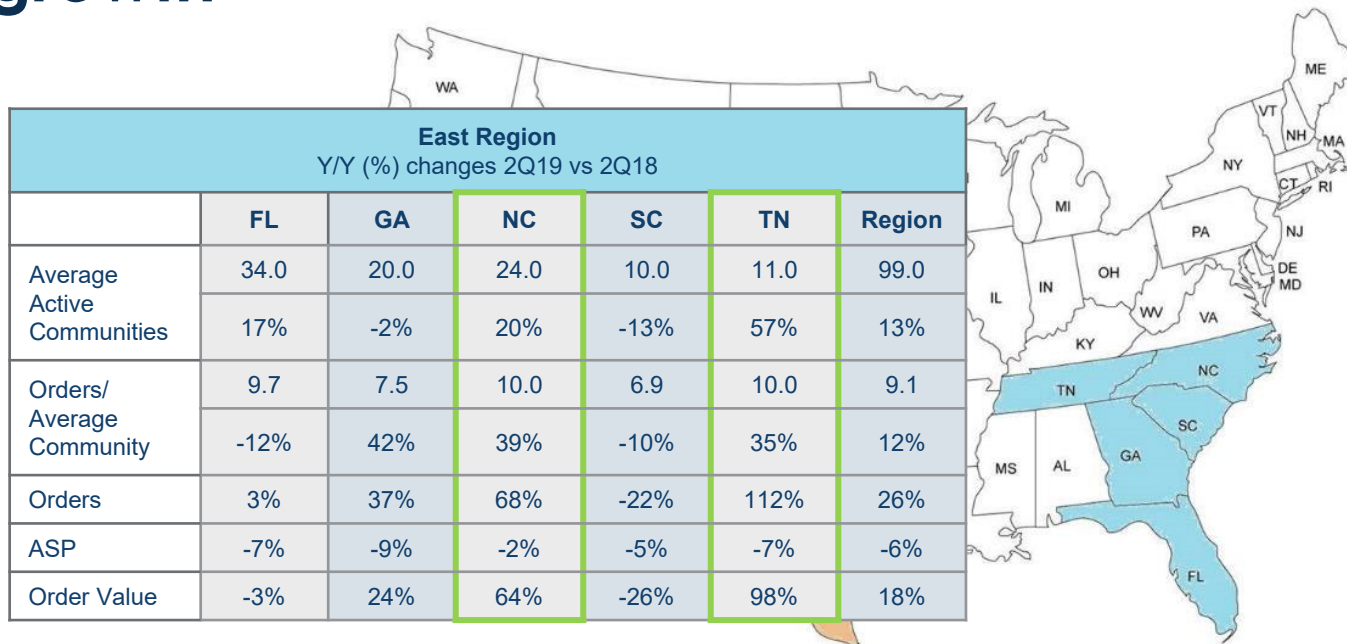 growth
East Region
Y/Y (%) changes 2Q19 vs 2Q18
FL GA NC SC TN Region
Average Active Communities 34.0 20.0 24.0 10.0 11.0 99.0
17% -2% 20% -13% 57% 13%
Orders/ Average Community 9.7 7.5 10.0 6.9 10.0 9.1
-12% 42% 39% -10% 35% 12%
Orders 3% 37% 68% -22% 112% 26%
ASP -7% -9% -2% -5% -7% -6%
Order Value -3% 24% 64% -26% 98% 18%
WA
ME
VT
NH
MA
NY
CT
RI
MI
PA
NJ
OH
DE
MD
IL
IN
WV
VA
KY
NC
TN
SC
MS
AL
GA
FL